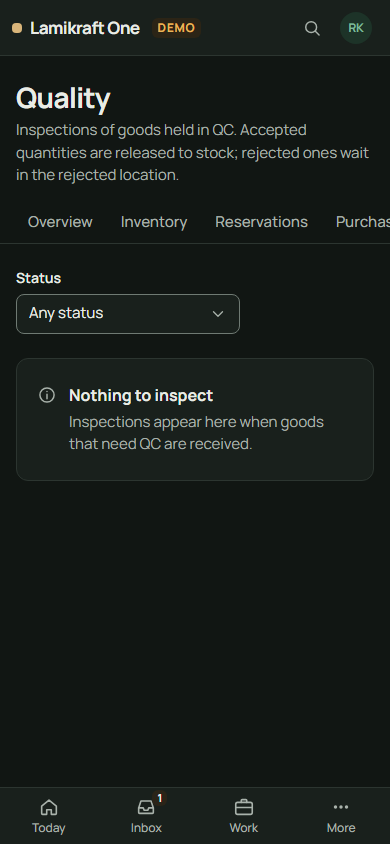 Lamikraft One DEMO RK
Quality
Inspections of goods held in QC. Accepted
quantities are released to stock; rejected ones wait
in the rejected location.
Overview Inventory Reservations Purchas
Status
Any status
Nothing to inspect
Inspections appear here when goods
that need QC are received.
1
Today Inbox Work More